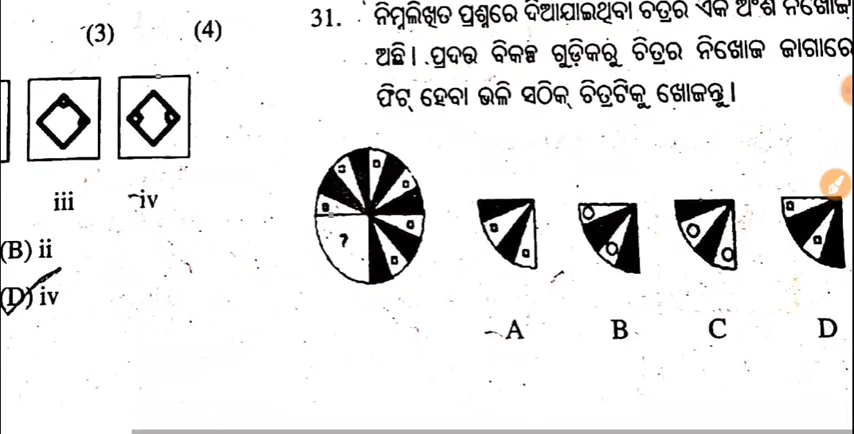 (3) (4)
31. ନିମ୍ନଲିଖିତ ପ୍ରଶ୍ନରେ ଦିଆଯାଇଥିବା ଚିତ୍ରର ଏକ ଅଂଶ ନିଖୋଜ
ଅଛି । ପ୍ରଦତ୍ତ ବିକଳ୍ପ ଗୁଡ଼ିକରୁ ଚିତ୍ରର ନିଖୋଜ ଜାଗାରେ
ଫିଟ୍ ହେବା ଭଳି ସଠିକ୍ ଚିତ୍ରଟିକୁ ଖୋଜନ୍ତୁ ।
?
iii iv
(B) ii
(D) iv
A B C D